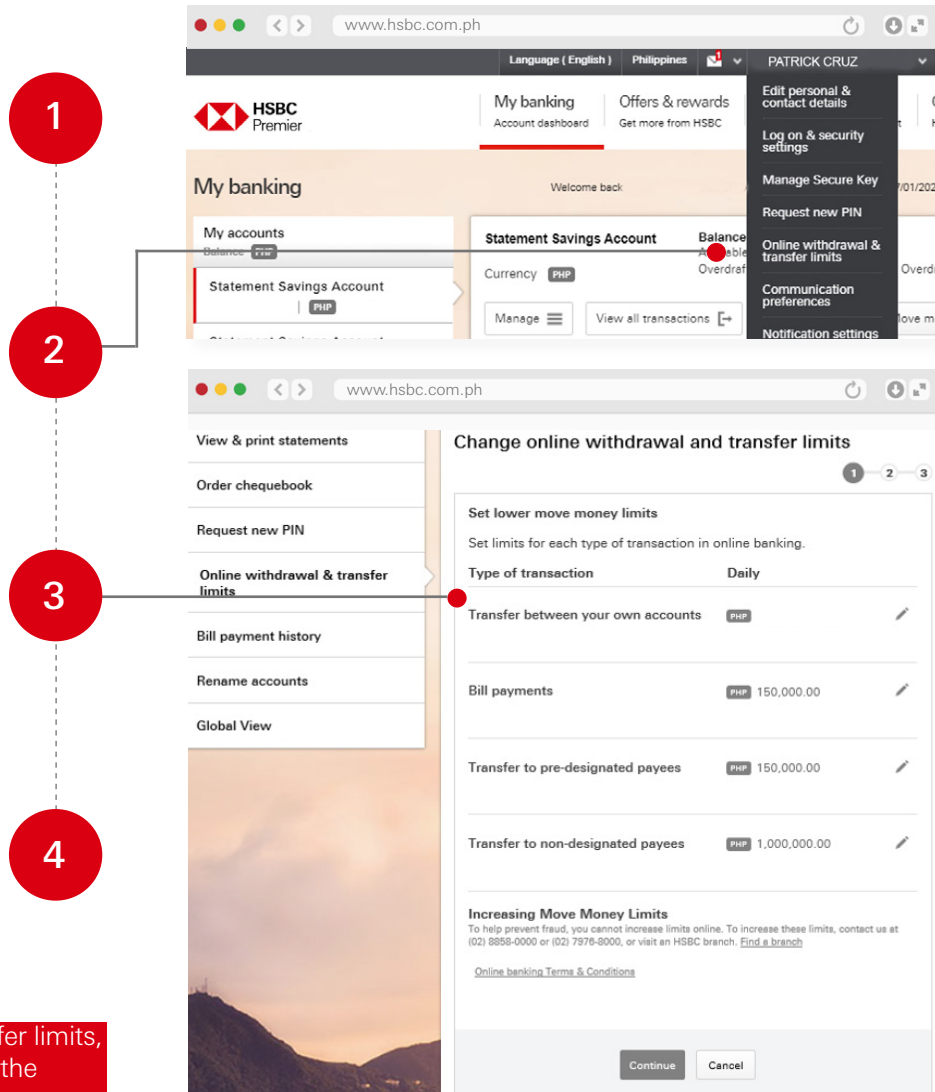 www.hsbc.com.ph
Language ( English ) Philippines 1 PATRICK CRUZ
1
HSBC
Premier
My banking
Account dashboard
Offers & rewards
Get more from HSBC
Edit personal & contact details
Log on & security settings
Manage Secure Key
Request new PIN
Online withdrawal & transfer limits
Communication preferences
Notification settings
My banking
Welcome back
My accounts
Balance PHP
Statement Savings Account
PHP
Statement Savings Account
Balance
Currency PHP
Manage
View all transactions
2
www.hsbc.com.ph
View & print statements
Order chequebook
Request new PIN
Online withdrawal & transfer
limits
Bill payment history
Rename accounts
Global View
3
Change online withdrawal and transfer limits
1 2 3
Set lower move money limits
Set limits for each type of transaction in online banking.
Type of transaction Daily
Transfer between your own accounts PHP
Bill payments PHP 150,000.00
Transfer to pre-designated payees PHP 150,000.00
Transfer to non-designated payees PHP 1,000,000.00
4
Increasing Move Money Limits
To help prevent fraud, you cannot increase limits online. To increase these limits, contact us at
(02) 8858-0000 or (02) 7976-8000, or visit an HSBC branch. Find a branch
Online banking Terms & Conditions
Continue Cancel
fer limits,
the